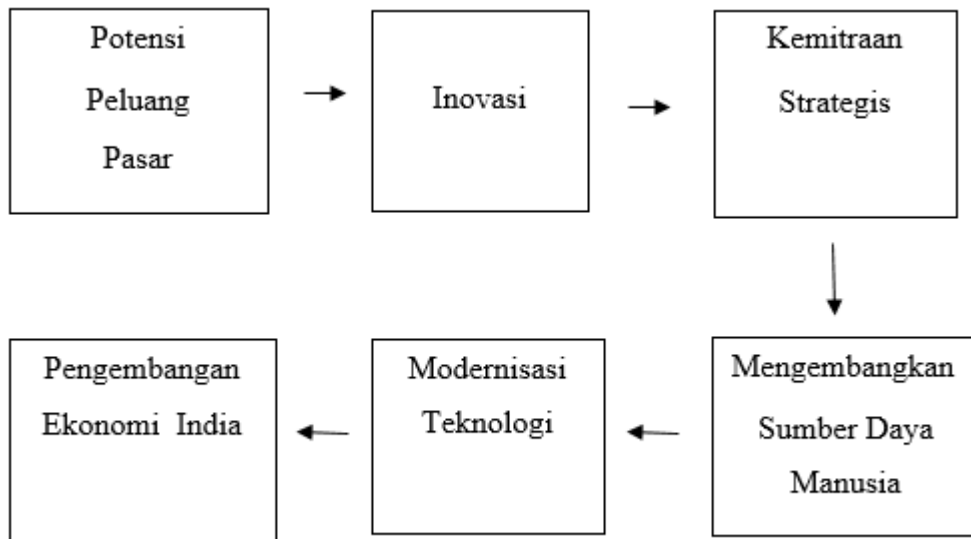 Potensi
Peluang
Pasar
Inovasi
Kemitraan
Strategis
Mengembangkan
Sumber Daya
Manusia
Modernisasi
Teknologi
Pengembangan
Ekonomi India